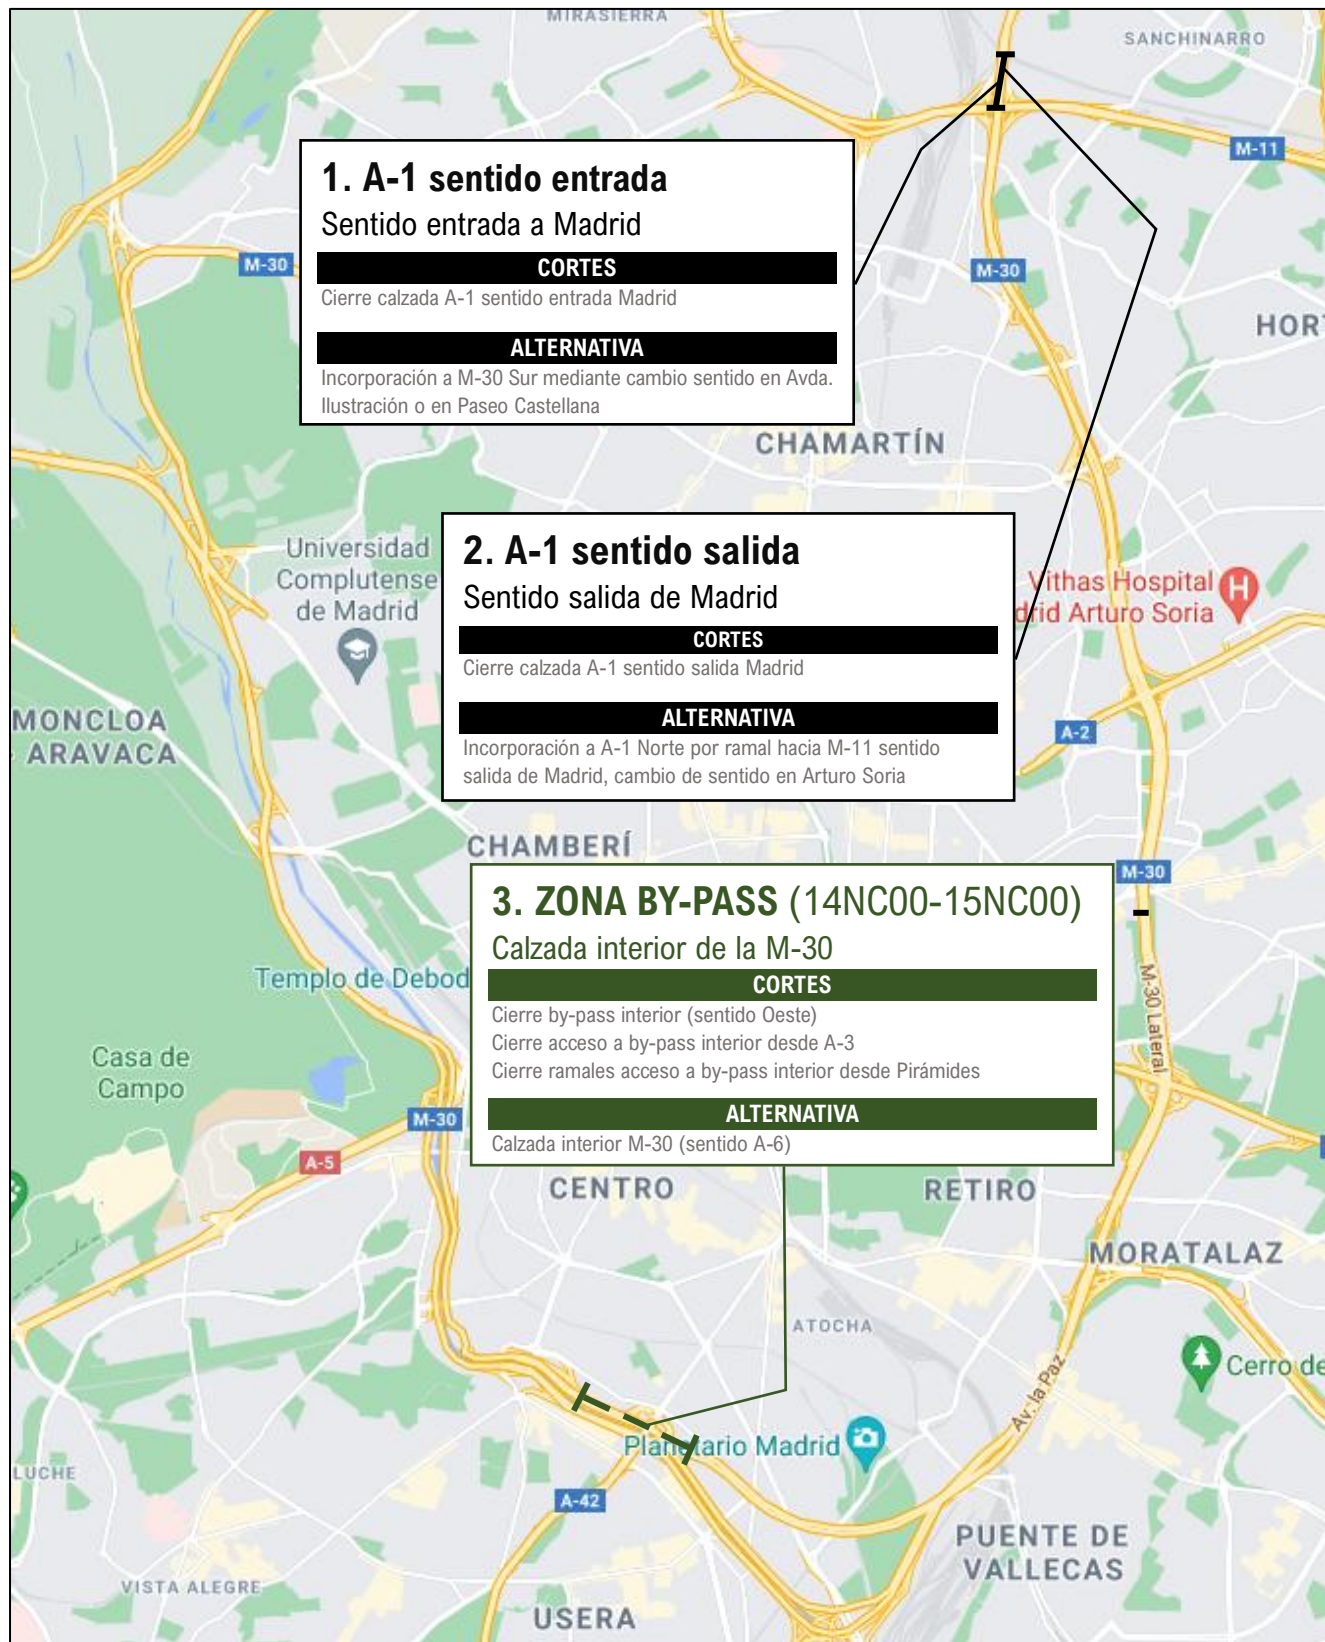 MIRASIERRA
SANCHINARRO
M-11
1. A-1 sentido entrada
Sentido entrada a Madrid
CORTES
Cierre calzada A-1 sentido entrada Madrid
ALTERNATIVA
Incorporación a M-30 Sur mediante cambio sentido en Avda.
Ilustración o en Paseo Castellana
M-30
M-30
HORT
CHAMARTÍN
2. A-1 sentido salida
Sentido salida de Madrid
CORTES
Cierre calzada A-1 sentido salida Madrid
ALTERNATIVA
Incorporación a A-1 Norte por ramal hacia M-11 sentido
salida de Madrid, cambio de sentido en Arturo Soria
Universidad
Complutense
de Madrid
Vithas Hospital
drid Arturo Soria
H
MONCLOA
- ARAVACA
A-2
CHAMBERÍ
M-30
3. ZONA BY-PASS (14NC00-15NC00)
Calzada interior de la M-30
CORTES
Cierre by-pass interior (sentido Oeste)
Cierre acceso a by-pass interior desde A-3
Cierre ramales acceso a by-pass interior desde Pirámides
ALTERNATIVA
Calzada interior M-30 (sentido A-6)
Templo de Debod
M-30 Lateral
Casa de
Campo
M-30
A-5
CENTRO
RETIRO
MORATALAZ
ATOCHA
Cerro de
Av. la Paz
Planetario Madrid
LUCHE
A-42
PUENTE DE
VALLECAS
VISTA ALEGRE
USERA